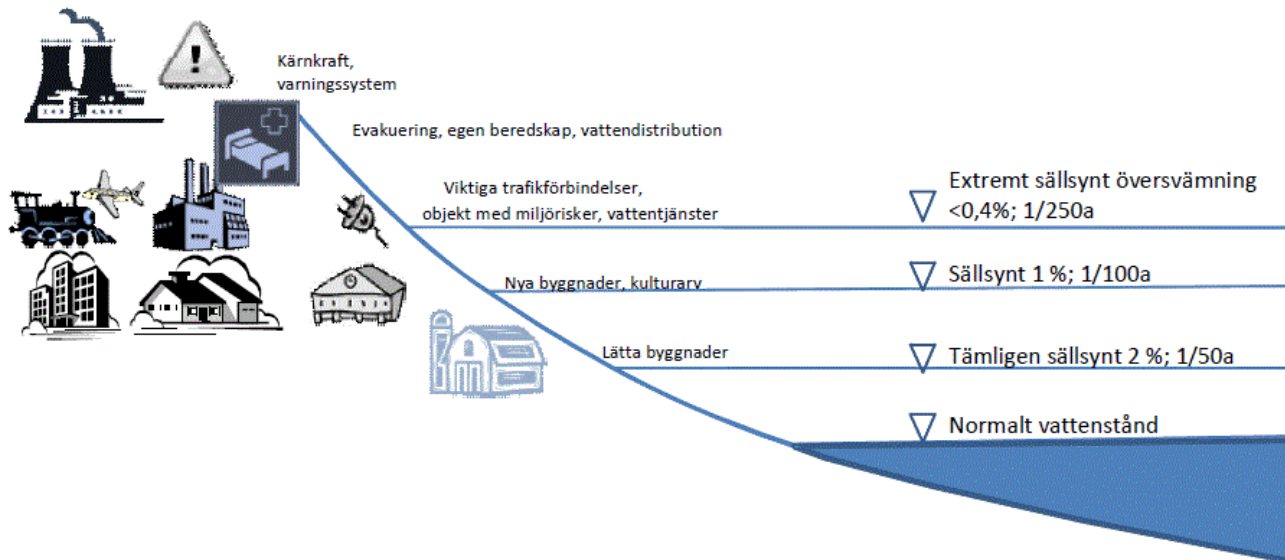 Kärnkraft,
varningssystem
Evakuering, egen beredskap, vattendistribution
Viktiga trafikförbindelser,
objekt med miljörisker, vattentjänster
Extremt sällsynt översvämning
<0,4%; 1/250a
Nya byggnader, kulturarv
Sällsynt 1 %; 1/100a
Lätta byggnader
Tämligen sällsynt 2 %; 1/50a
Normalt vattenstånd